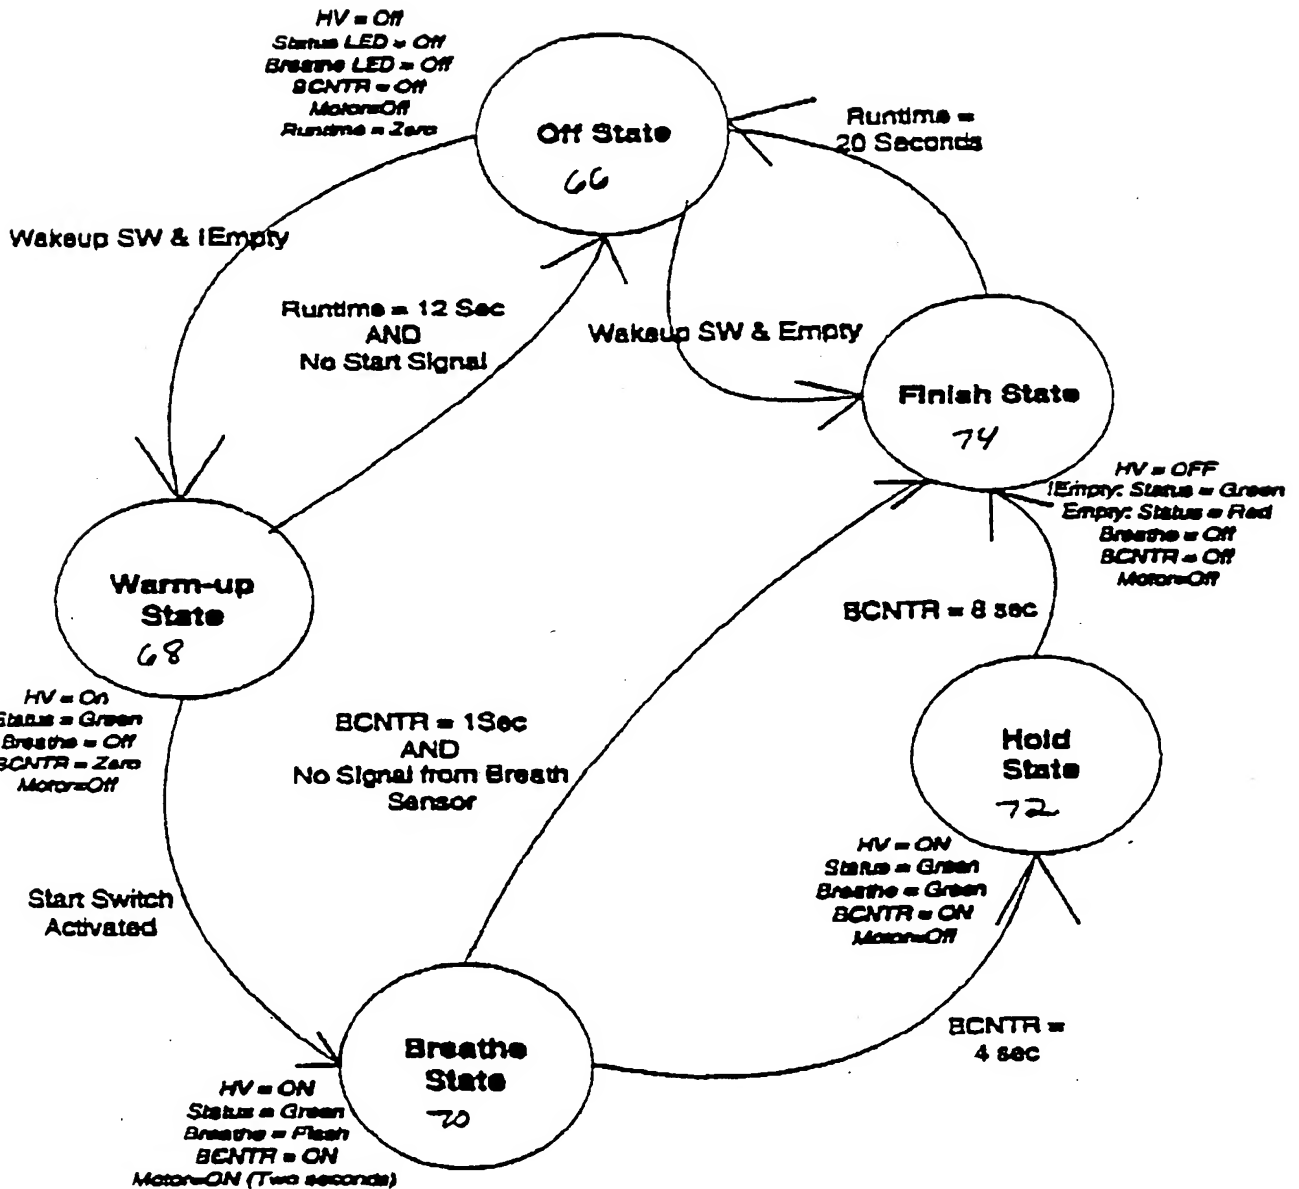 HV = Off
Status LED = Off
Breathe LED = Off
BCNTR = Off
Motor=Off
Runtime = Zero
Off State
66
Runtime =
20 Seconds
Wakeup SW & !Empty
Runtime = 12 Sec
AND
No Start Signal
Wakeup SW & Empty
Finish State
74
HV = OFF
!Empty: Status = Green
Empty: Status = Red
Breathe = Off
BCNTR = Off
Motor=Off
Warm-up
State
68
HV = On
Status = Green
Breathe = Off
BCNTR = Zero
Motor=Off
BCNTR = 8 sec
BCNTR = 1Sec
AND
No Signal from Breath
Sensor
Hold
State
72
HV = ON
Status = Green
Breathe = Green
BCNTR = ON
Motor=Off
Start Switch
Activated
BCNTR =
4 sec
Breathe
State
70
HV = ON
Status = Green
Breathe = Flash
BCNTR = ON
Motor=ON (Two seconds)